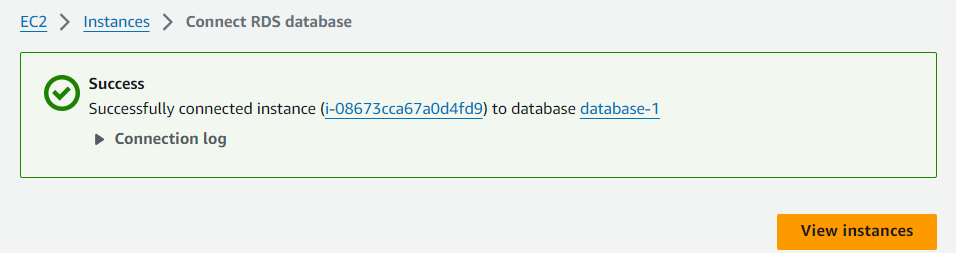 EC2 > Instances > Connect RDS database
Success
Successfully connected instance (i-08673cca67a0d4fd9) to database database-1
Connection log
View instances